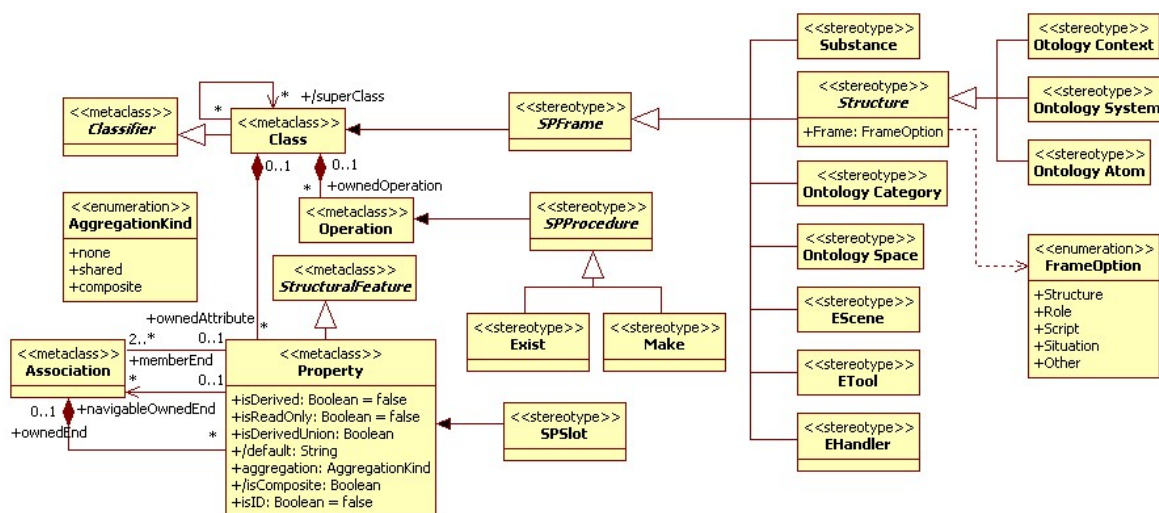 <<metaclass>>
Classifier
*
*
+/superClass
<<metaclass>>
Class
0..1
0..1
+ownedOperation
*
<<metaclass>>
Operation
<<enumeration>>
AggregationKind
+none
+shared
+composite
<<metaclass>>
StructuralFeature
+ownedAttribute
*
2..*
0..1
+memberEnd
<<metaclass>>
Association
*
0..1
+navigableOwnedEnd
0..1
+ownedEnd
*
<<metaclass>>
Property
+isDerived: Boolean = false
+isReadOnly: Boolean = false
+isDerivedUnion: Boolean
+/default: String
+aggregation: AggregationKind
+/isComposite: Boolean
+isID: Boolean = false
<<stereotype>>
SPFrame
<<stereotype>>
SPProcedure
<<stereotype>>
Exist
<<stereotype>>
Make
<<stereotype>>
SPSlot
<<stereotype>>
Substance
<<stereotype>>
Structure
+Frame: FrameOption
<<stereotype>>
Ontology Category
<<stereotype>>
Ontology Space
<<stereotype>>
EScene
<<stereotype>>
ETool
<<stereotype>>
EHandler
<<stereotype>>
Otology Context
<<stereotype>>
Ontology System
<<stereotype>>
Ontology Atom
<<enumeration>>
FrameOption
+Structure
+Role
+Script
+Situation
+Other